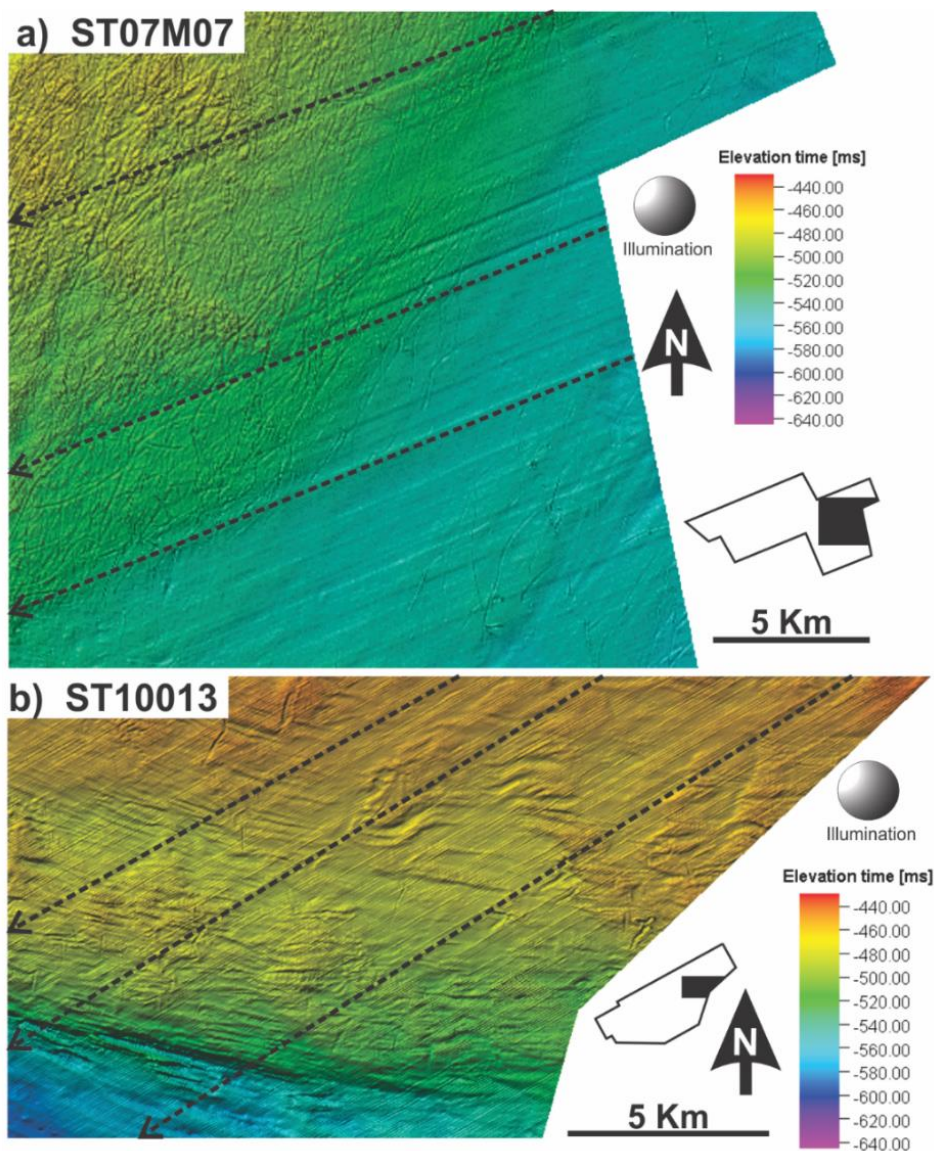 a) ST07M07
Elevation time [ms]
-440.00
-460.00
-480.00
-500.00
-520.00
-540.00
-560.00
-580.00
-600.00
-620.00
-640.00
Illumination
N
5 Km
b) ST10013
Illumination
Elevation time [ms]
-440.00
-460.00
-480.00
-500.00
-520.00
-540.00
-560.00
-580.00
-600.00
-620.00
-640.00
N
5 Km